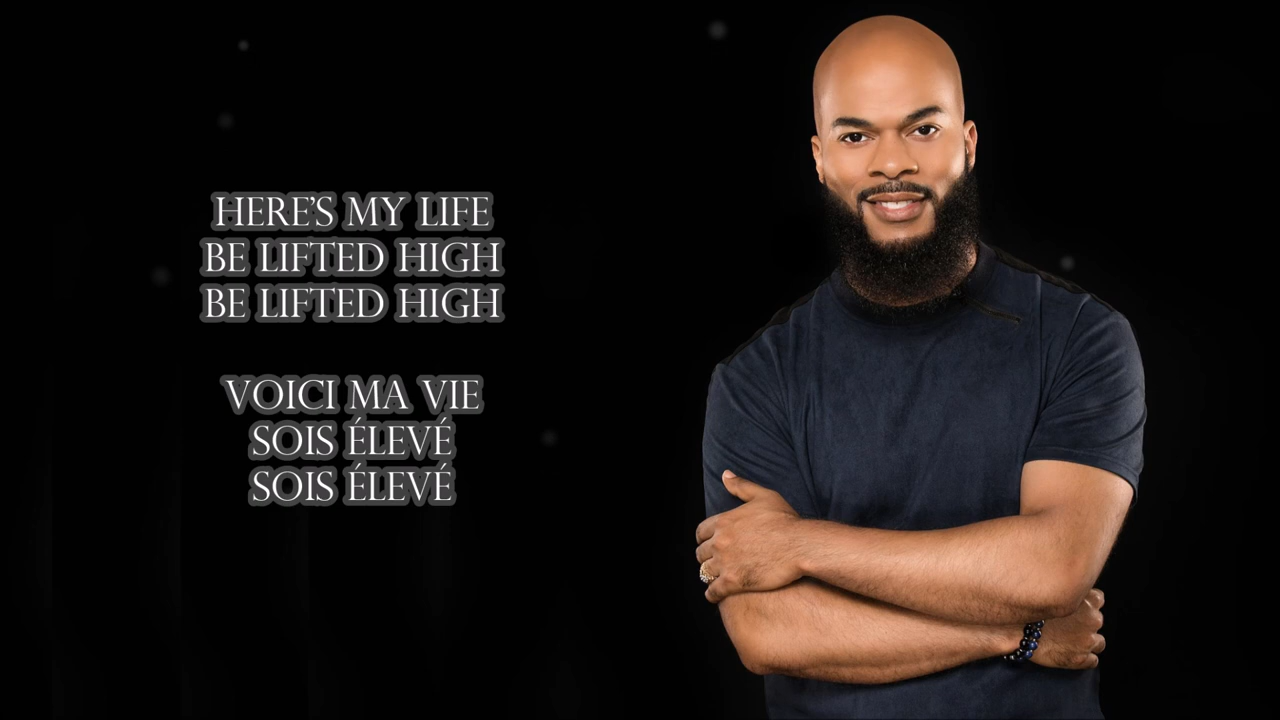 HERE'S MY LIFE
BE LIFTED HIGH
BE LIFTED HIGH
VOICI MA VIE
SOIS ÉLEVÉ
SOIS ÉLEVÉ